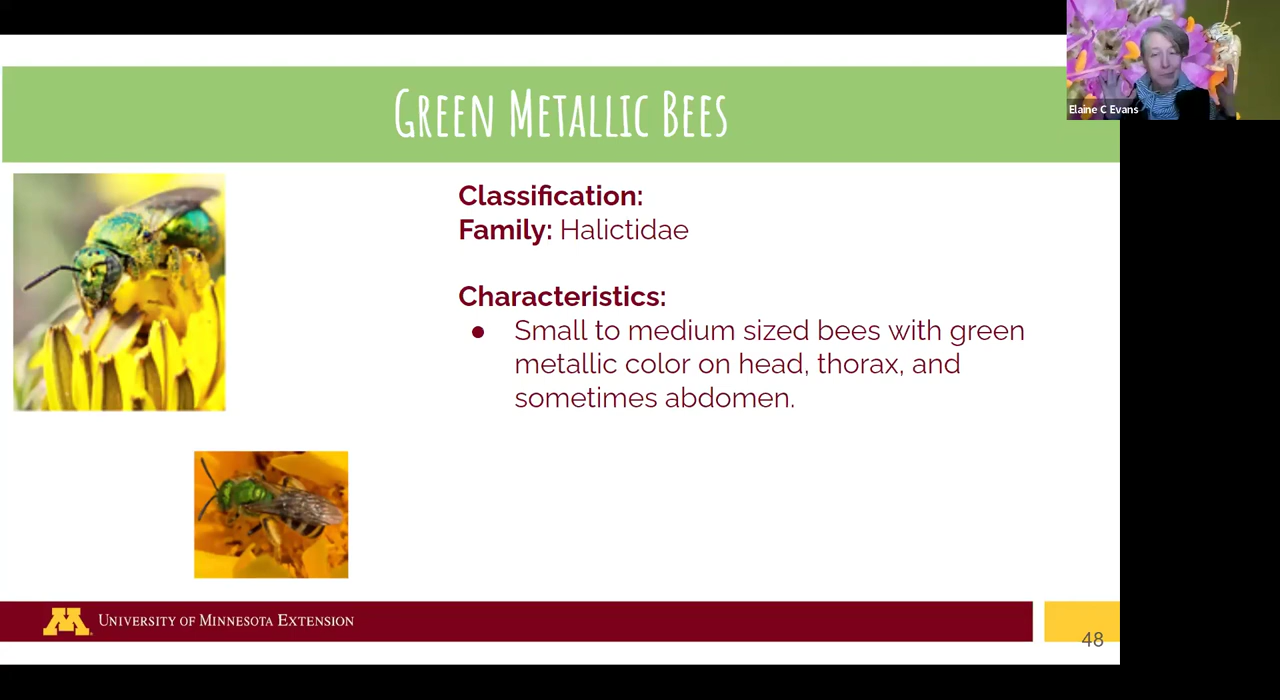 Elaine C Evans
GREEN METALLIC BEES
Classification:
Family: Halictidae
Characteristics:
● Small to medium sized bees with green
metallic color on head, thorax, and
sometimes abdomen.
M
UNIVERSITY OF MINNESOTA EXTENSION
48